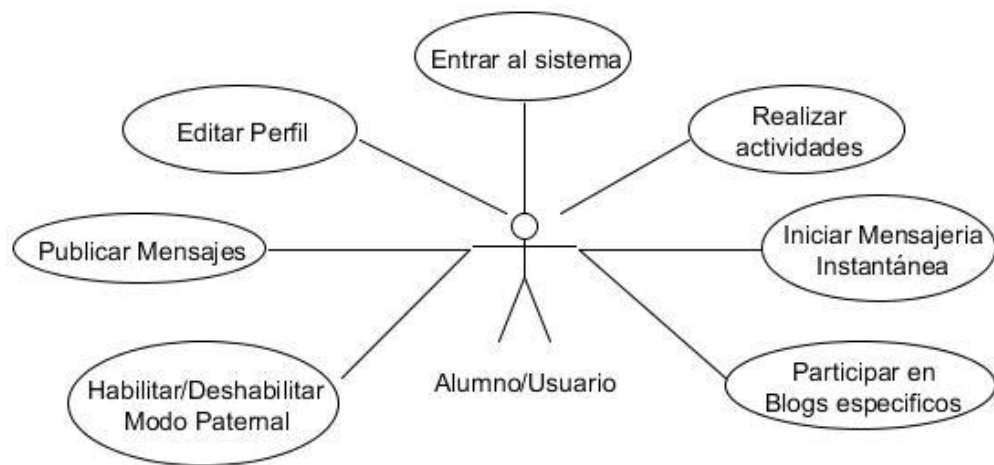 Entrar al sistema
Editar Perfil
Realizar
actividades
Publicar Mensajes
Iniciar Mensajeria
Instantánea
Habilitar/Deshabilitar
Modo Paternal
Alumno/Usuario
Participar en
Blogs especificos